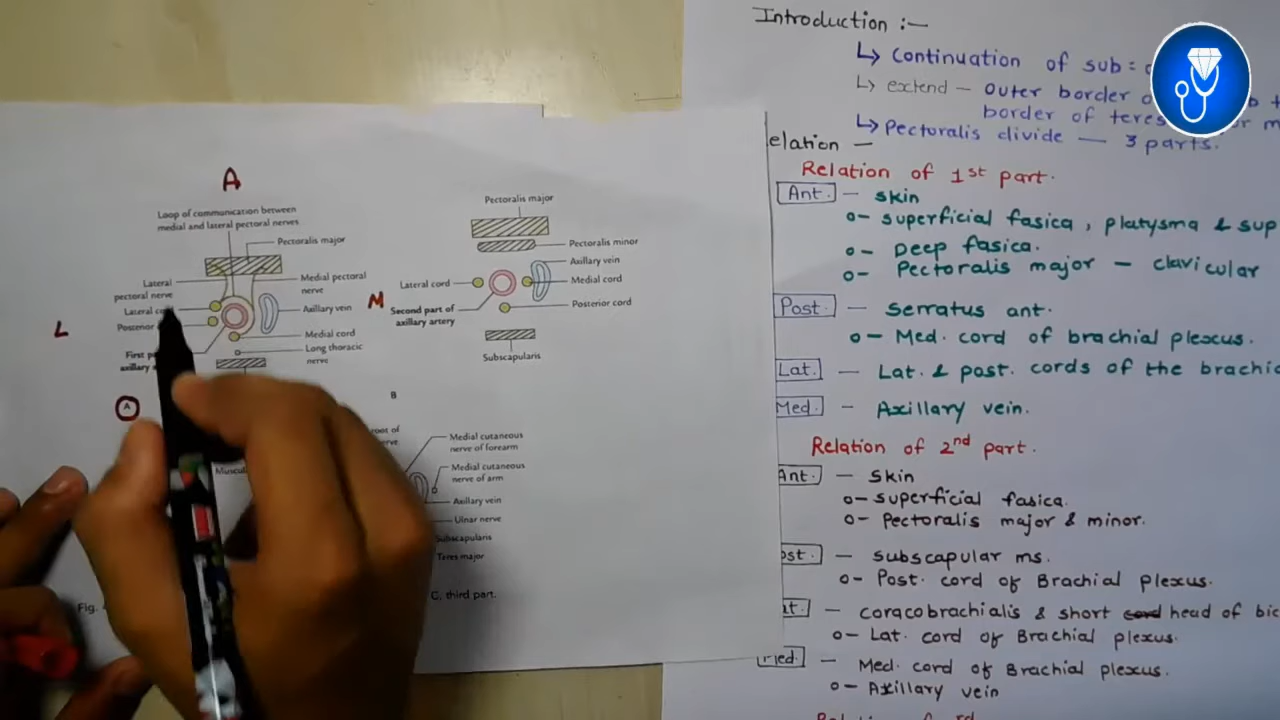 Introduction :-
↳ continuation of sub=
↳ extend - outer border
border of teres
↳ pectoralis divide - 3 parts.
elation -
Relation of 1st part.
Ant. - skin
o- superficial fasica, platysma & sup
o- Deep fasica.
o- Pectoralis major - clavicular
Post - Serratus ant.
o- Med. cord of brachial plexus.
Lat. - Lat. & post. cords of the brachi
Med. - Axillary vein.
Relation of 2nd part.
Ant. - skin
o- superficial fasica.
o- Pectoralis major & minor.
ost. - subscapular ms.
o- Post. cord of Brachial plexus.
at. - coracobrachialis & short head of bic
o- Lat. cord of Brachial plexus.
Med. - Med. cord of Brachial plexus.
o- Axillary vein
A
L
M
Loop of communication between
medial and lateral pectoral nerves
Pectoralis major
Lateral
pectoral nerve
Medial pectoral
nerve
Lateral
Axillary vein
Posterior
Medial cord
Long thoracic
nerve
First
A
Pectoralis major
Pectoralis minor
Axillary vein
Lateral cord
Medial cord
Second part of
axillary artery
Posterior cord
Subscapularis
B
root of
Medial cutaneous
nerve of forearm
Medial cutaneous
nerve of arm
Axillary vein
Ulnar nerve
Subscapularis
Teres major
Fig.
C, third part.